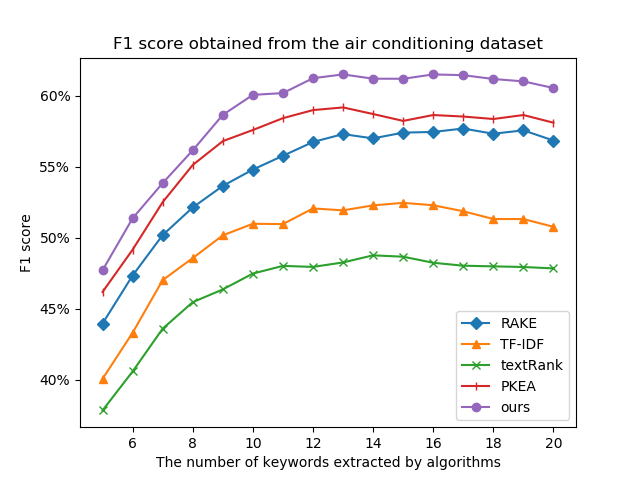 F1 score obtained from the air conditioning dataset
60%
55%
50%
45%
40%
F1 score
RAKE
TF-IDF
textRank
PKEA
ours
6 8 10 12 14 16 18 20
The number of keywords extracted by algorithms